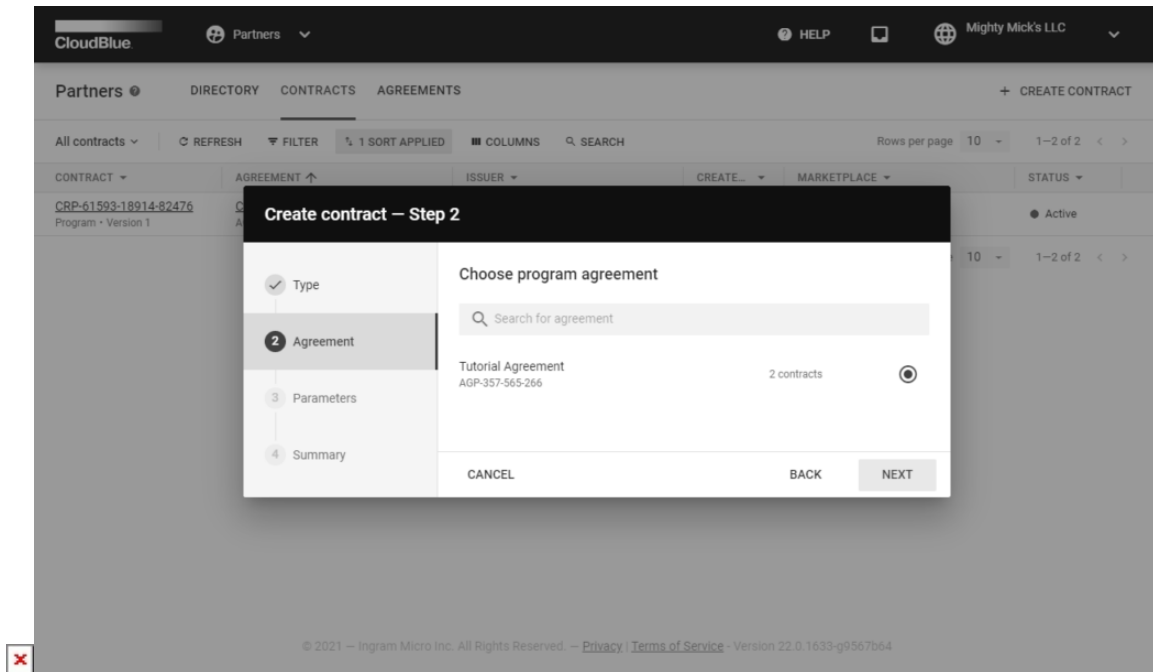 CloudBlue
Partners
HELP
Mighty Mick's LLC
Partners
DIRECTORY CONTRACTS AGREEMENTS
+ CREATE CONTRACT
All contracts REFRESH FILTER 1 SORT APPLIED COLUMNS SEARCH
Rows per page 10 1–2 of 2
CONTRACT AGREEMENT ISSUER CREATE... MARKETPLACE STATUS
CRP-61593-18914-82476
Program • Version 1
Active
10 1–2 of 2
Create contract — Step 2
Type
2 Agreement
3 Parameters
4 Summary
Choose program agreement
Search for agreement
Tutorial Agreement
AGP-357-565-266
2 contracts
CANCEL BACK NEXT
© 2021 — Ingram Micro Inc. All Rights Reserved. — Privacy | Terms of Service - Version 22.0.1633-g9567b64